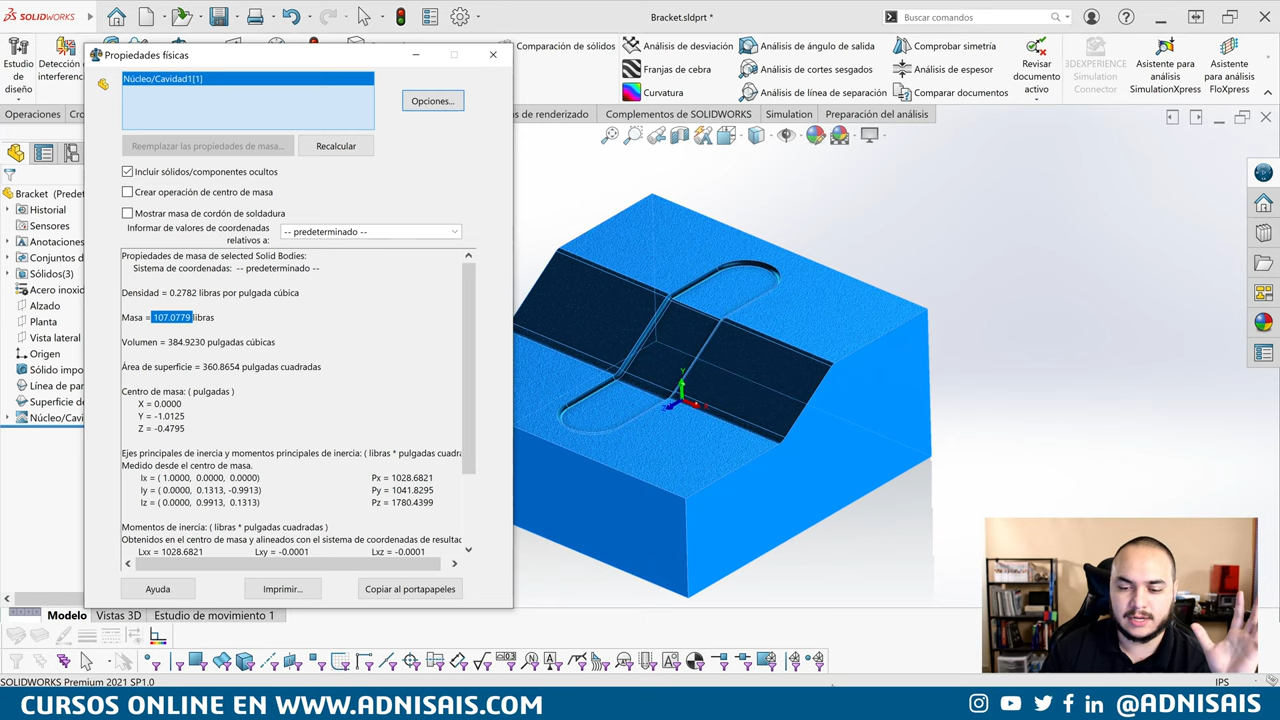 SOLIDWORKS
Bracket.sldprt *
Buscar comandos
Propiedades físicas
Núcleo/Cavidad1[1]
Opciones...
Reemplazar las propiedades de masa...
Recalcular
Incluir sólidos/componentes ocultos
Crear operación de centro de masa
Mostrar masa de cordón de soldadura
Informar de valores de coordenadas
relativos a:
-- predeterminado --
Propiedades de masa de selected Solid Bodies:
Sistema de coordenadas: -- predeterminado --
Densidad = 0.2782 libras por pulgada cúbica
Masa = 107.0779 libras
Volumen = 384.9230 pulgadas cúbicas
Área de superficie = 360.8654 pulgadas cuadradas
Centro de masa: ( pulgadas )
X = 0.0000
Y = -1.0125
Z = -0.4795
Ejes principales de inercia y momentos principales de inercia: ( libras * pulgadas cuadra
Medido desde el centro de masa.
Ix = ( 1.0000, 0.0000, 0.0000) Px = 1028.6821
Iy = ( 0.0000, 0.1313, -0.9913) Py = 1041.8295
Iz = ( 0.0000, 0.9913, 0.1313) Pz = 1780.4399
Momentos de inercia: ( libras * pulgadas cuadradas )
Obtenidos en el centro de masa y alineados con el sistema de coordenadas de resultad
Lxx = 1028.6821 Lxy = -0.0001 Lxz = -0.0001
Ayuda
Imprimir...
Copiar al portapapeles
Estudio de diseño
Detección interferenc
Comparación de sólidos
Análisis de desviación
Franjas de cebra
Curvatura
Análisis de ángulo de salida
Análisis de cortes sesgados
Análisis de línea de separación
Comprobar simetría
Análisis de espesor
Comparar documentos
Revisar documento activo
3DEXPERIENCE Simulation Connector
Asistente para análisis SimulationXpress
Asistente para análisis FloXpress
Operaciones
Cro
as de renderizado
Complementos de SOLIDWORKS
Simulation
Preparación del análisis
Bracket (Predet
Historial
Sensores
Anotaciones
Conjuntos d
Sólidos(3)
Acero inoxid
Alzado
Planta
Vista lateral
Origen
Sólido impo
Línea de par
Superficie de
Núcleo/Cav
Y
X
Z
Modelo
Vistas 3D
Estudio de movimiento 1
SOLIDWORKS Premium 2021 SP1.0
IPS
CURSOS ONLINE EN WWW.ADNISAIS.COM
@ADNISAIS